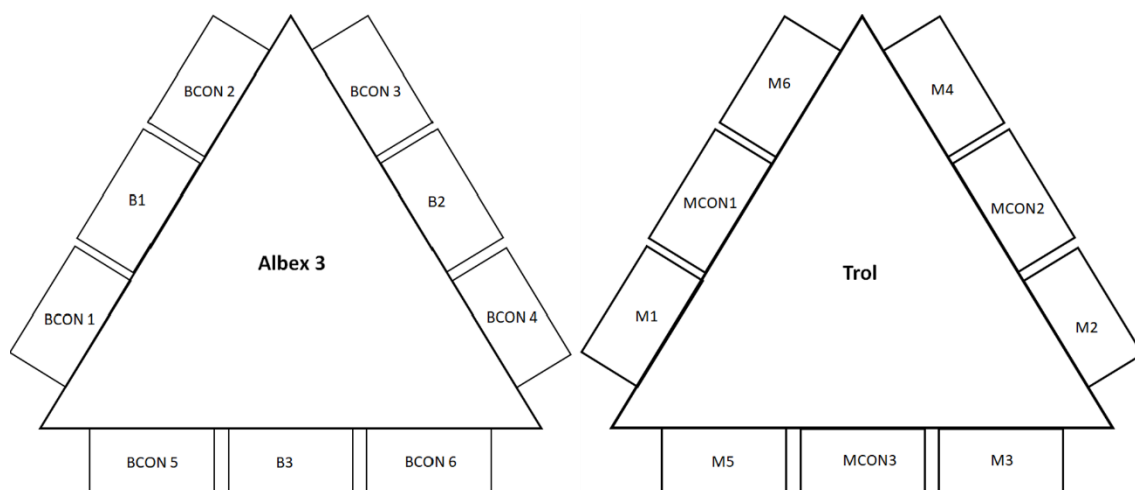 BCON 2
BCON 3
B1
B2
Albex 3
BCON 1
BCON 4
BCON 5
B3
BCON 6
M6
M4
MCON1
MCON2
Trol
M1
M2
M5
MCON3
M3